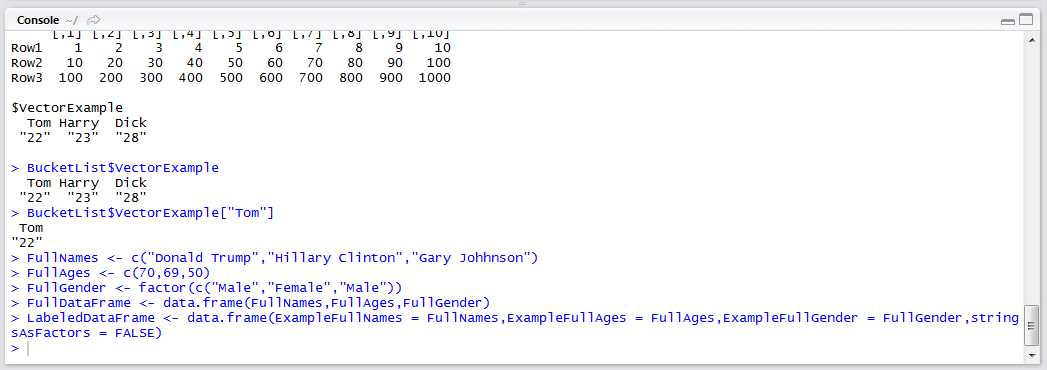 Console ~/
[,1] [,2] [,3] [,4] [,5] [,6] [,7] [,8] [,9] [,10]
Row1 1 2 3 4 5 6 7 8 9 10
Row2 10 20 30 40 50 60 70 80 90 100
Row3 100 200 300 400 500 600 700 800 900 1000
$VectorExample
Tom Harry Dick
"22" "23" "28"
> BucketList$VectorExample
Tom Harry Dick
"22" "23" "28"
> BucketList$VectorExample["Tom"]
Tom
"22"
> FullNames <- c("Donald Trump","Hillary Clinton","Gary Johhnson")
> FullAges <- c(70,69,50)
> FullGender <- factor(c("Male","Female","Male"))
> FullDataFrame <- data.frame(FullNames,FullAges,FullGender)
> LabeledDataFrame <- data.frame(ExampleFullNames = FullNames,ExampleFullAges = FullAges,ExampleFullGender = FullGender,string
sAsFactors = FALSE)
>